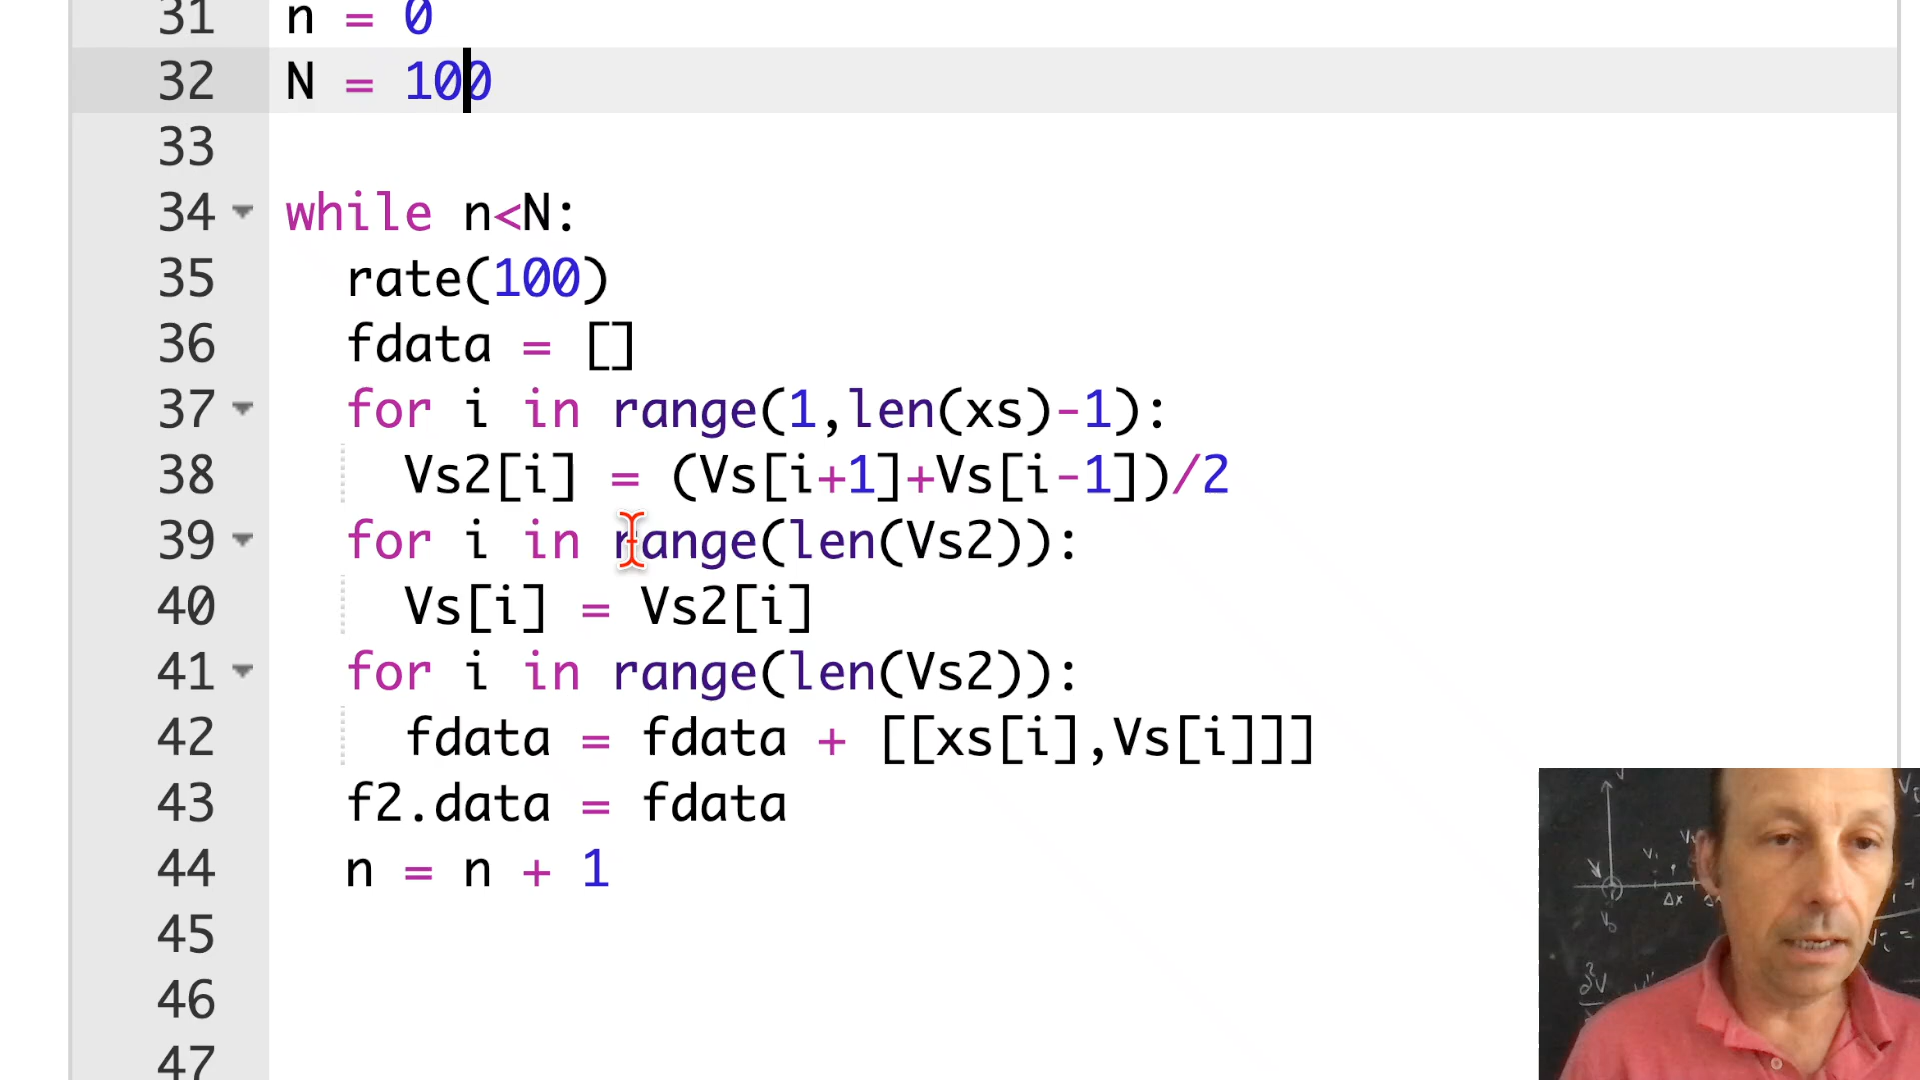 31 n = 0
32 N = 100
33
34 while n<N:
35 rate(100)
36 fdata = []
37 for i in range(1,len(xs)-1):
38 Vs2[i] = (Vs[i+1]+Vs[i-1])/2
39 for i in range(len(Vs2)):
40 Vs[i] = Vs2[i]
41 for i in range(len(Vs2)):
42 fdata = fdata + [[xs[i],Vs[i]]]
43 f2.data = fdata
44 n = n + 1
45
46
47
Δx